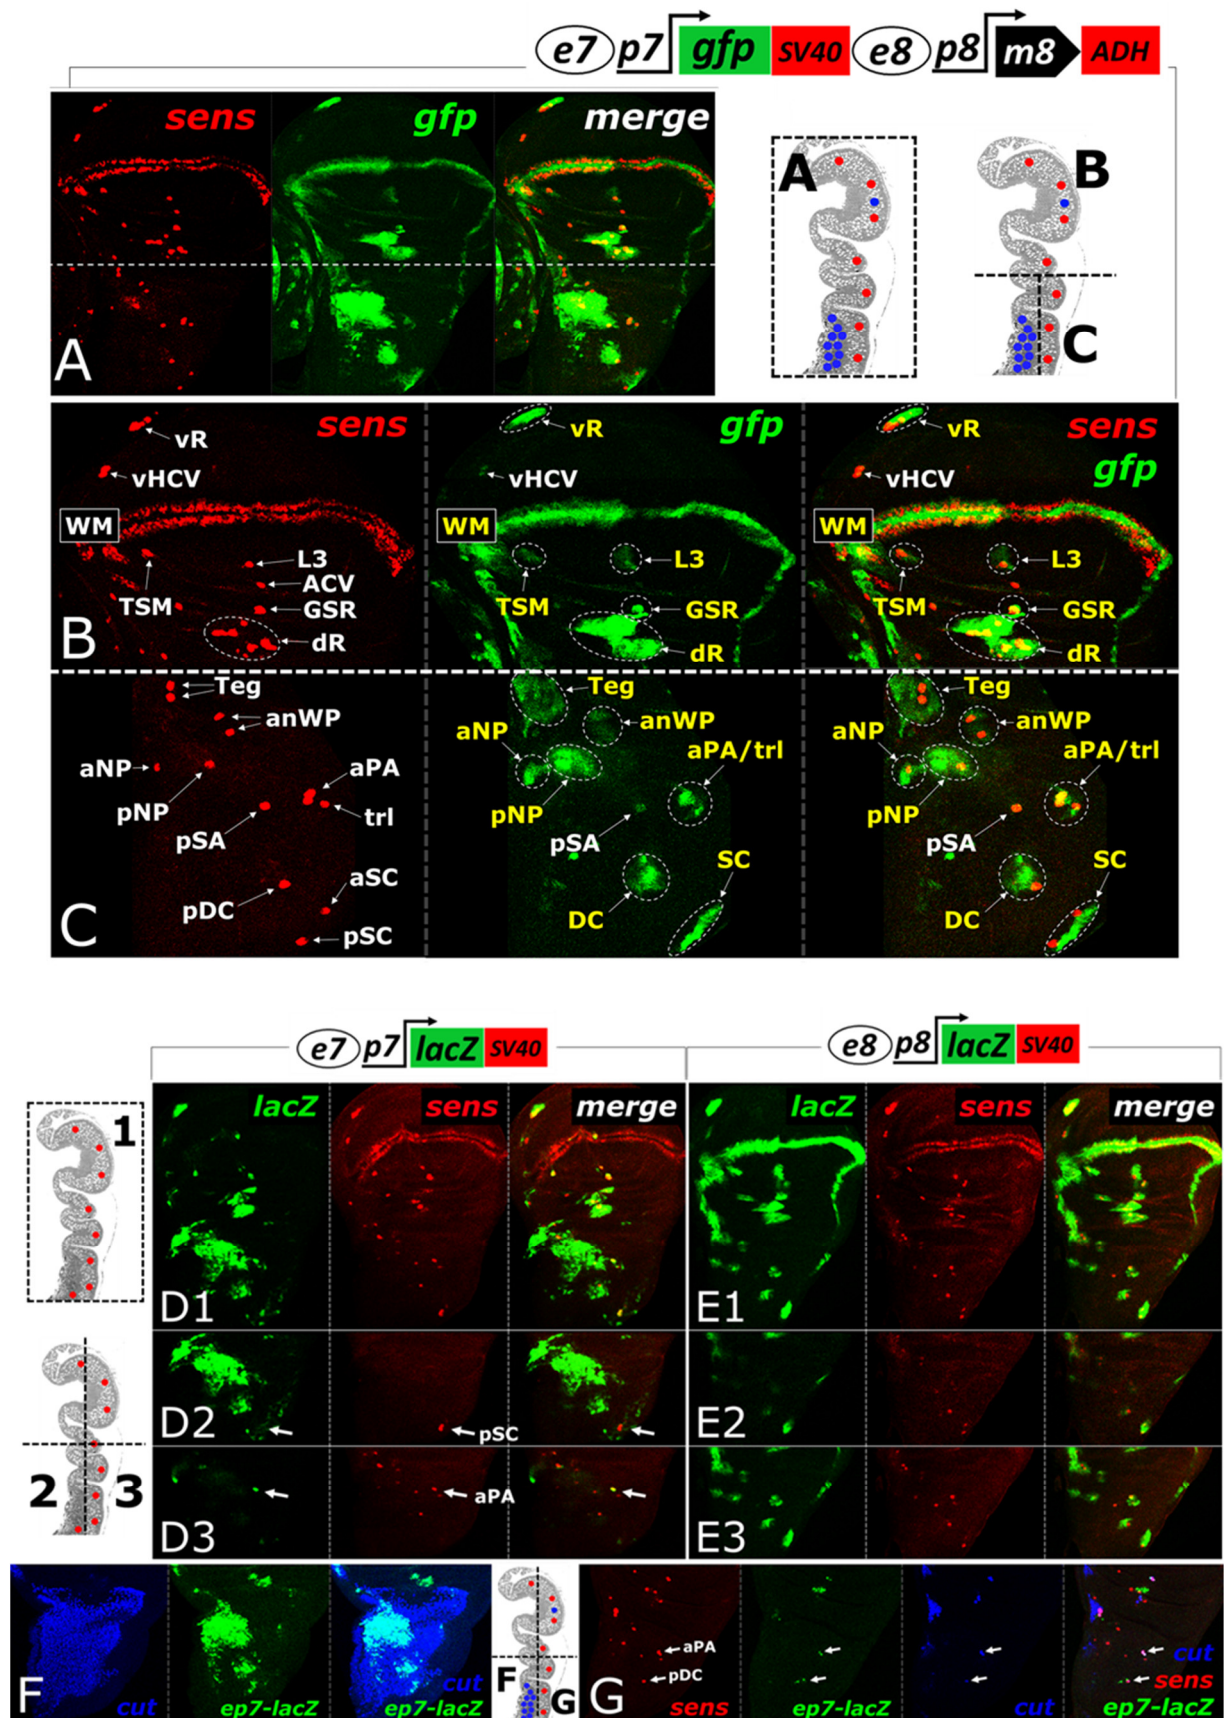 e7 p7 gfp SV40 e8 p8 m8 ADH
sens gfp merge
A
A B
C
sens gfp sens
gfp
vR vR vR
vHCV vHCV vHCV
WM WM WM
L3 L3 L3
ACV
TSM TSM TSM
GSR GSR GSR
dR dR dR
B
Teg Teg Teg
anWP anWP anWP
aNP aNP aNP
aPA aPA/trl aPA/trl
pNP pNP pNP
trl
pSA pSA pSA
aSC SC SC
pDC DC DC
pSC
C
e7 p7 lacZ SV40 e8 p8 lacZ SV40
lacZ sens merge lacZ sens merge
1
D1 E1
D2 pSC E2
2 3
D3 aPA E3
F cut ep7-lacZ cut
ep7-lacZ
F
G
G aPA
pDC
sens ep7-lacZ cut cut
sens
ep7-lacZ